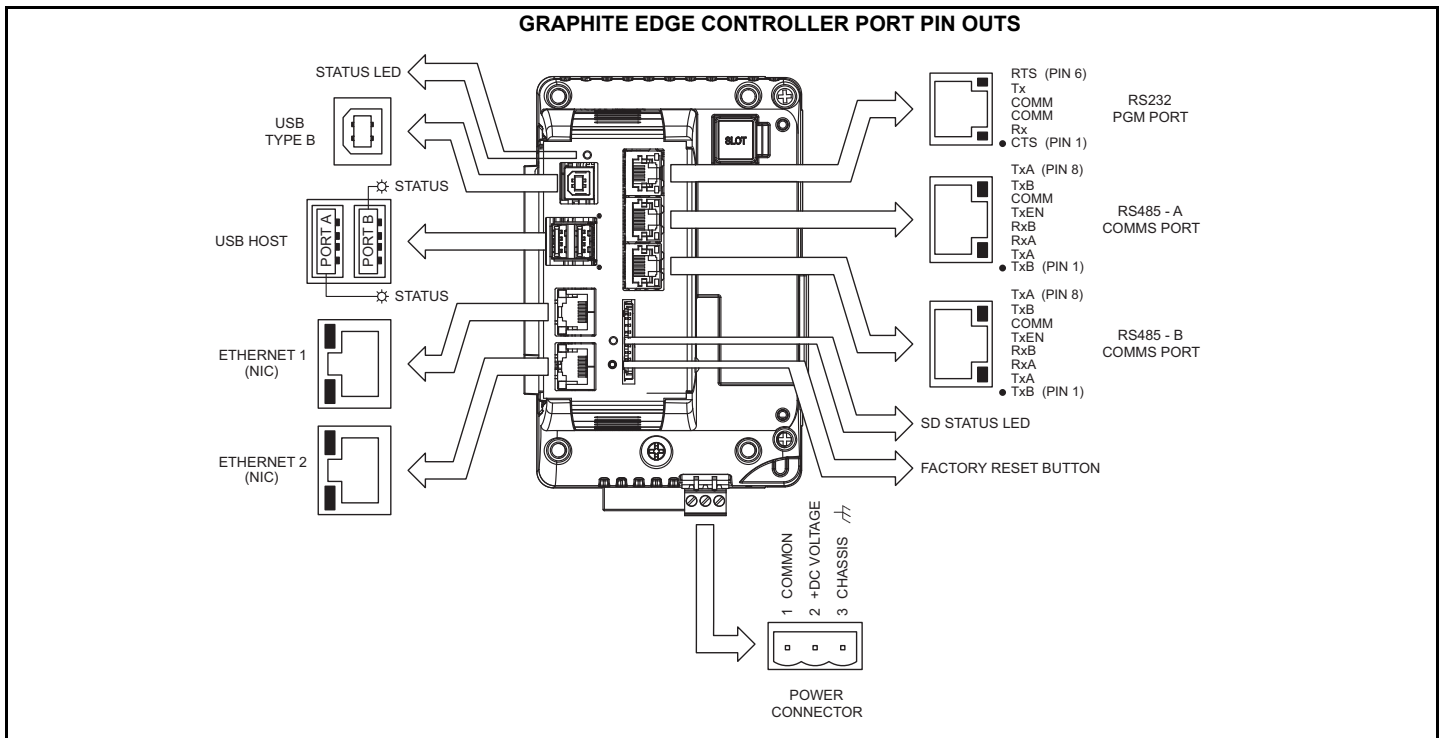 GRAPHITE EDGE CONTROLLER PORT PIN OUTS
STATUS LED
USB
TYPE B
STATUS
PORT A
PORT B
USB HOST
STATUS
ETHERNET 1
(NIC)
ETHERNET 2
(NIC)
SLOT
RTS (PIN 6)
Tx
COMM
COMM
Rx
CTS (PIN 1)
RS232
PGM PORT
TxA (PIN 8)
TxB
COMM
TxEN
RxB
RxA
TxA
TxB (PIN 1)
RS485 - A
COMMS PORT
TxA (PIN 8)
TxB
COMM
TxEN
RxB
RxA
TxA
TxB (PIN 1)
RS485 - B
COMMS PORT
SD STATUS LED
FACTORY RESET BUTTON
1 COMMON
2 +DC VOLTAGE
3 CHASSIS
POWER
CONNECTOR